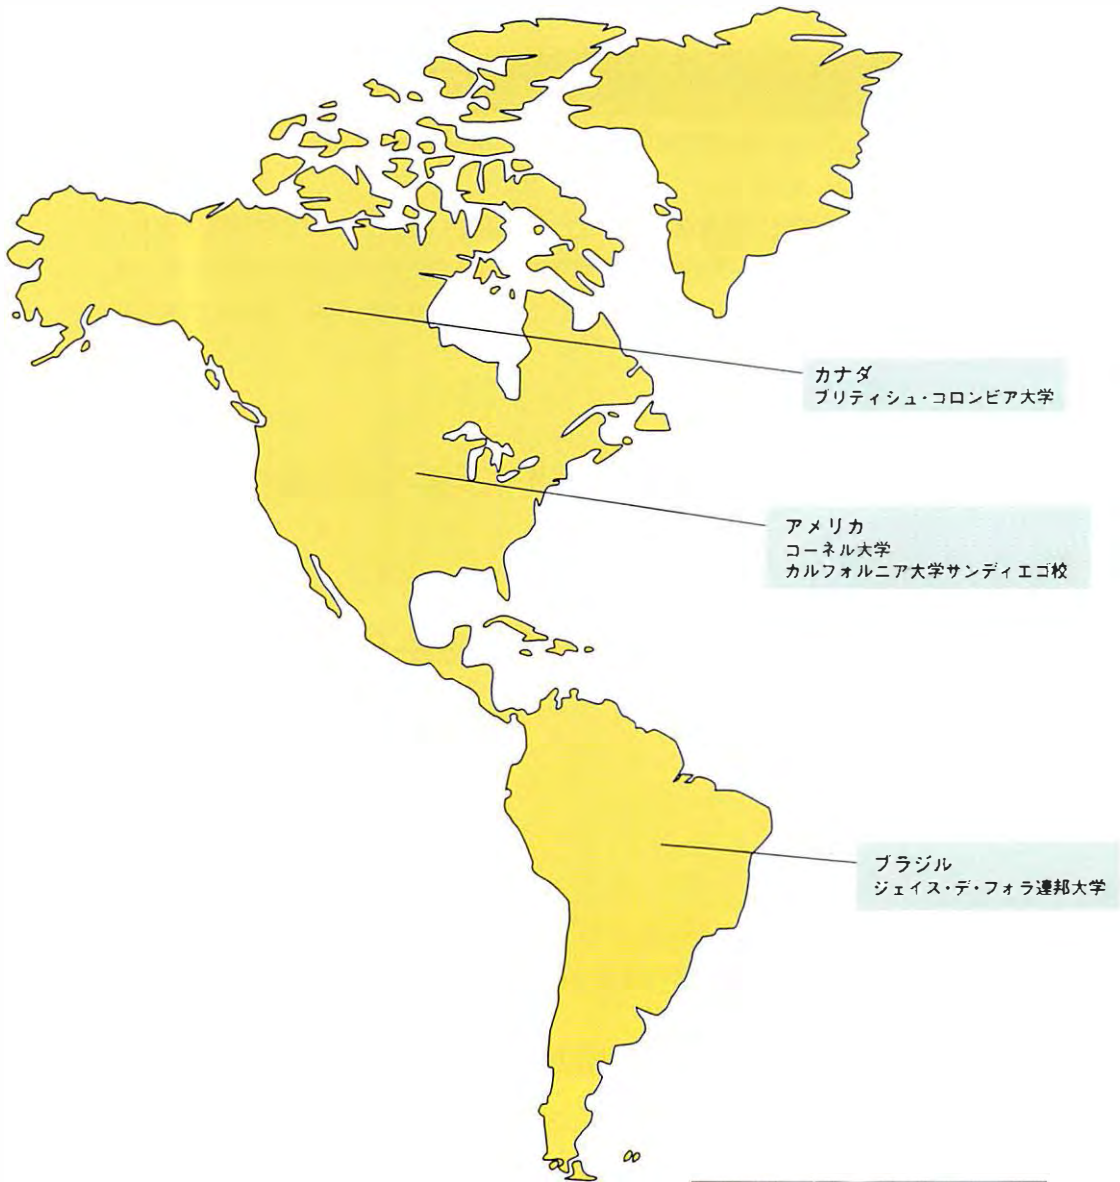 カナダ
ブリティシュ・コロンビア大学
アメリカ
コーネル大学
カルフォルニア大学サンディエゴ校
ブラジル
ジェイス・デ・フォラ連邦大学